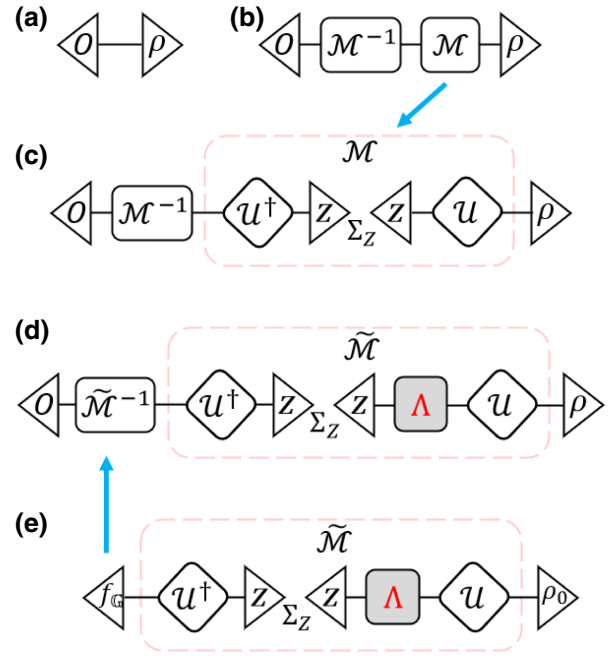 (a) O ρ
(b) O ℳ⁻¹ ℳ ρ
ℳ
(c) O ℳ⁻¹ 𝒰† Z Σ_Z Z 𝒰 ρ
ℳ̃
(d) O ℳ̃⁻¹ 𝒰† Z Σ_Z Z Λ 𝒰 ρ
ℳ̃
(e) f_𝔾 𝒰† Z Σ_Z Z Λ 𝒰 ρ₀